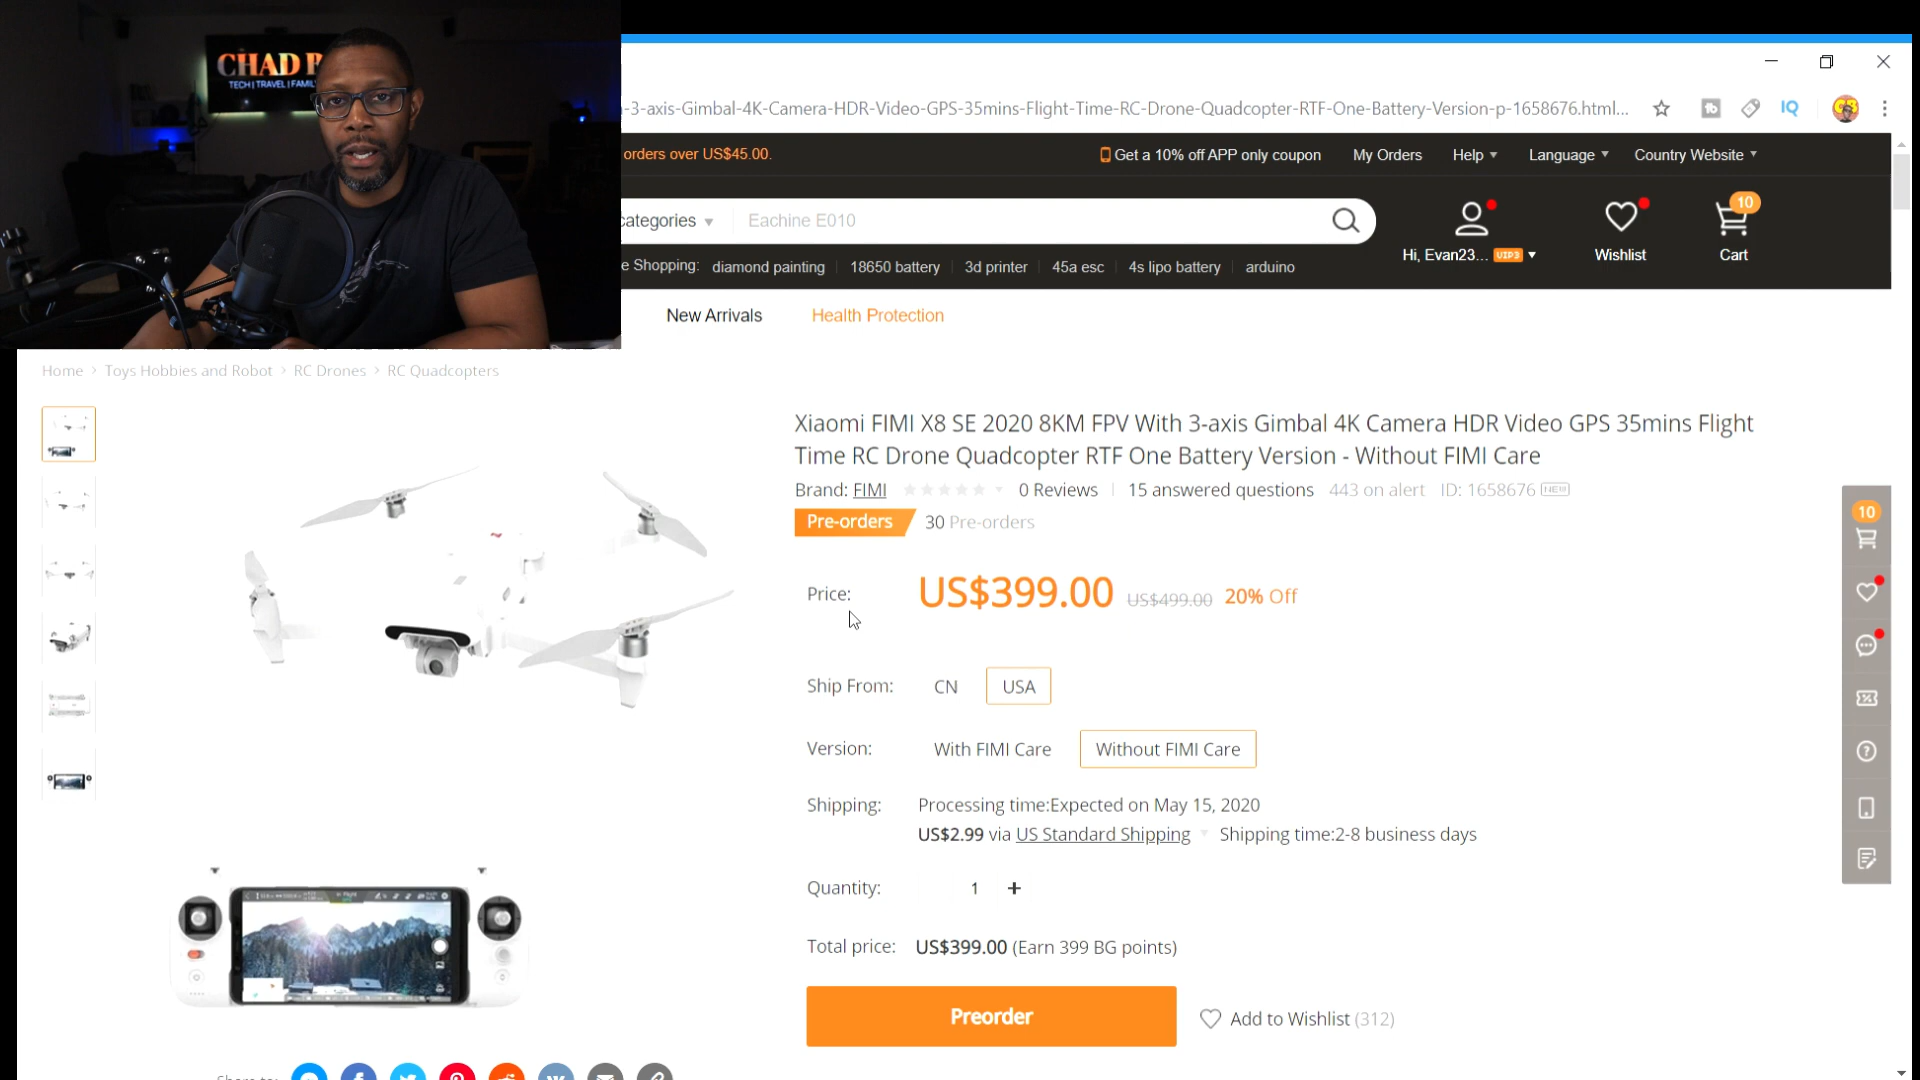 CHAD B
TECH | TRAVEL | FAMIL
-3-axis-Gimbal-4K-Camera-HDR-Video-GPS-35mins-Flight-Time-RC-Drone-Quadcopter-RTF-One-Battery-Version-p-1658676.html...
IQ
orders over US$45.00.
Get a 10% off APP only coupon
My Orders
Help
Language
Country Website
categories
Eachine E010
10
Hi, Evan23... VIP3
Wishlist
Cart
e Shopping:
diamond painting
18650 battery
3d printer
45a esc
4s lipo battery
arduino
New Arrivals
Health Protection
Home > Toys Hobbies and Robot > RC Drones > RC Quadcopters
Xiaomi FIMI X8 SE 2020 8KM FPV With 3-axis Gimbal 4K Camera HDR Video GPS 35mins Flight
Time RC Drone Quadcopter RTF One Battery Version - Without FIMI Care
Brand: FIMI
0 Reviews
15 answered questions
443 on alert
ID: 1658676 NEW
Pre-orders
30 Pre-orders
10
Price:
US$399.00
US$499.00
20% Off
Ship From:
CN
USA
Version:
With FIMI Care
Without FIMI Care
Shipping:
Processing time:Expected on May 15, 2020
US$2.99 via US Standard Shipping
Shipping time:2-8 business days
Quantity:
1
+
Total price:
US$399.00 (Earn 399 BG points)
Preorder
Add to Wishlist (312)
Share to: